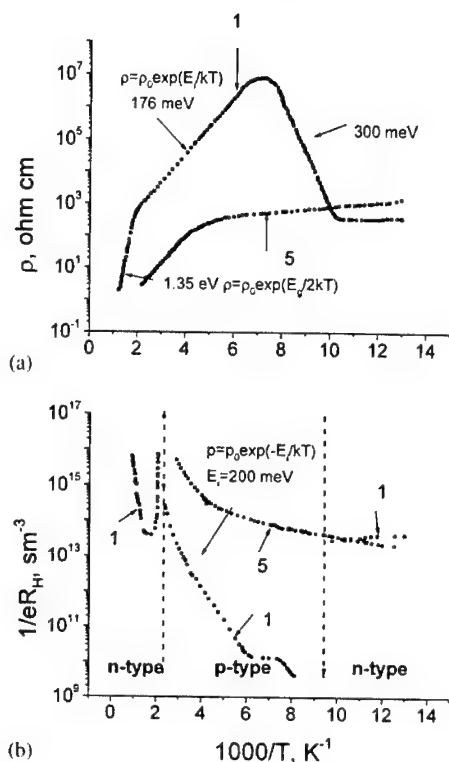 1
10⁷
ρ=ρ₀exp(Eᵢ/kT)
176 meV
300 meV
10⁵
10³
ρ, ohm cm
5
10¹
1.35 eV ρ=ρ₀exp(E_g/2kT)
10⁻¹
0 2 4 6 8 10 12 14
(a)
10¹⁷
p=p₀exp(-Eᵢ/kT)
Eᵢ=200 meV
10¹⁵
1
1
5
10¹³
1/eR_H, sm⁻³
10¹¹
1
10⁹
n-type p-type n-type
0 2 4 6 8 10 12 14
(b)
1000/T, K⁻¹